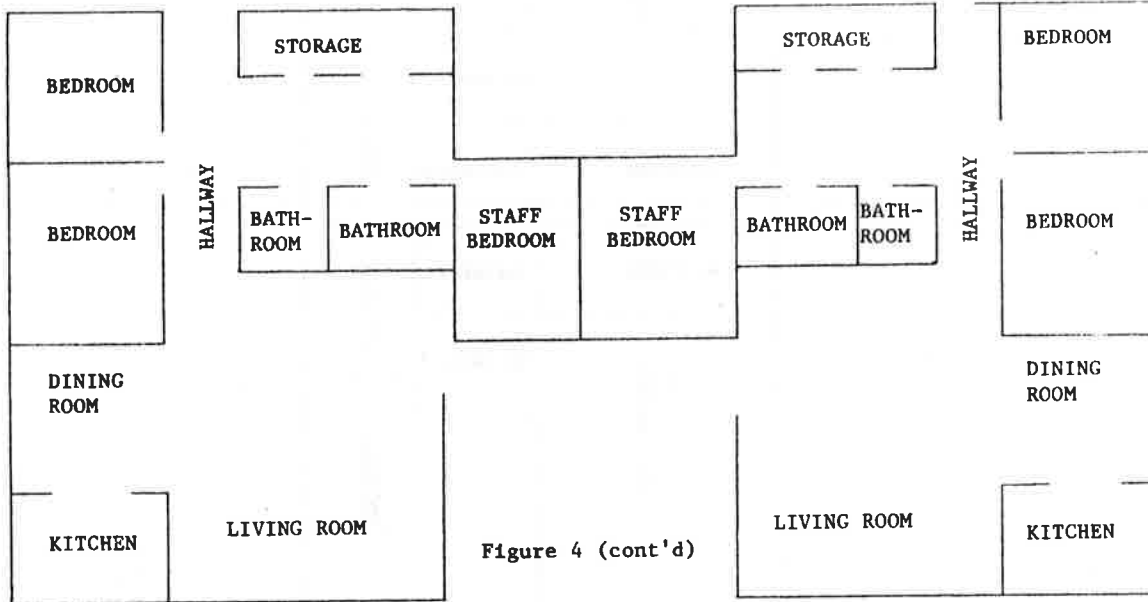 STORAGE
STORAGE
BEDROOM
BEDROOM
HALLWAY
HALLWAY
BATH-
ROOM
BATHROOM
STAFF
BEDROOM
STAFF
BEDROOM
BATHROOM
BATH-
ROOM
BEDROOM
BEDROOM
DINING
ROOM
DINING
ROOM
KITCHEN
LIVING ROOM
Figure 4 (cont'd)
LIVING ROOM
KITCHEN